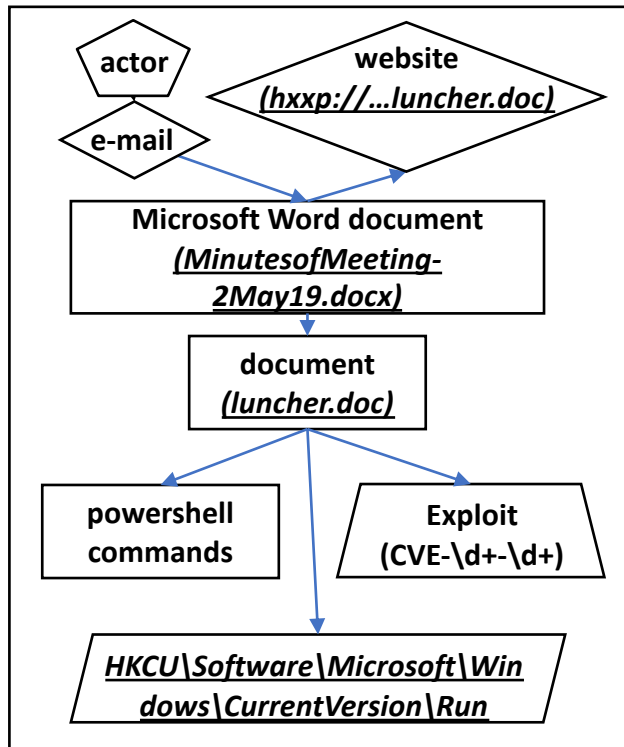 actor
e-mail
website
(hxxp://…luncher.doc)
Microsoft Word document
(MinutesofMeeting-
2May19.docx)
document
(luncher.doc)
powershell
commands
Exploit
(CVE-\d+-\d+)
HKCU\Software\Microsoft\Win
dows\CurrentVersion\Run